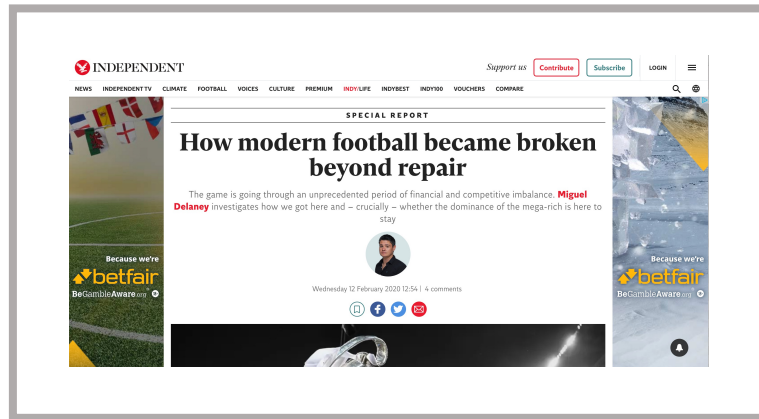 INDEPENDENT
Support us
Contribute
Subscribe
LOGIN
NEWS INDEPENDENT TV CLIMATE FOOTBALL VOICES CULTURE PREMIUM INDY/LIFE INDYBEST INDY100 VOUCHERS COMPARE
SPECIAL REPORT
How modern football became broken
beyond repair
The game is going through an unprecedented period of financial and competitive imbalance. Miguel
Delaney investigates how we got here and – crucially – whether the dominance of the mega-rich is here to
stay
Wednesday 12 February 2020 12:54 | 4 comments
Because we're
betfair
BeGambleAware.org
Because we're
betfair
BeGambleAware.org